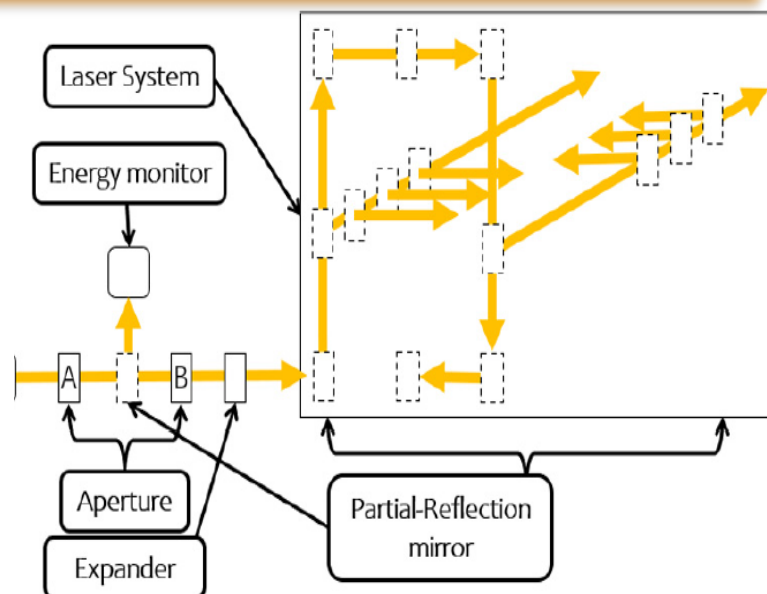 Laser System
Energy monitor
A
B
Aperture
Expander
Partial-Reflection
mirror